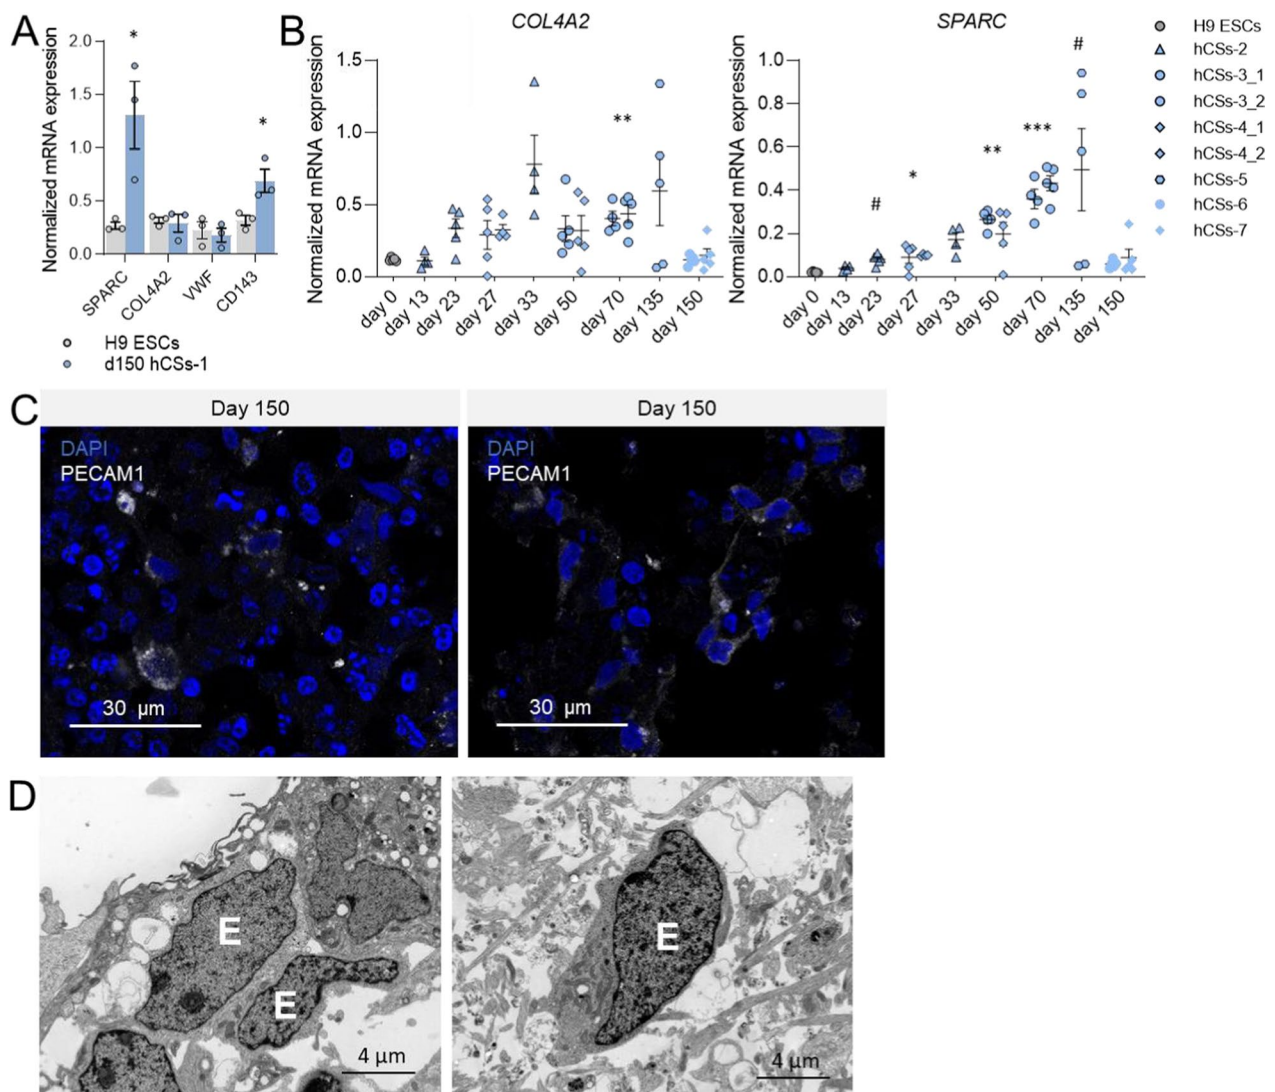 A
Normalized mRNA expression
2.0
1.5
1.0
0.5
0.0
*
*
SPARC
COL4A2
VWF
CD143
H9 ESCs
d150 hCSs-1
B
COL4A2
Normalized mRNA expression
1.5
1.0
0.5
0.0
**
day 0
day 13
day 23
day 27
day 33
day 50
day 70
day 135
day 150
SPARC
Normalized mRNA expression
1.0
0.8
0.6
0.4
0.2
0.0
#
*
**
***
#
day 0
day 13
day 23
day 27
day 33
day 50
day 70
day 135
day 150
H9 ESCs
hCSs-2
hCSs-3_1
hCSs-3_2
hCSs-4_1
hCSs-4_2
hCSs-5
hCSs-6
hCSs-7
C
Day 150
DAPI
PECAM1
30 µm
Day 150
DAPI
PECAM1
30 µm
D
E
E
4 µm
E
4 µm